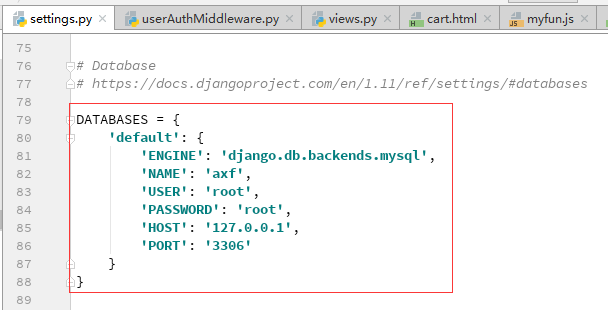 settings.py userAuthMiddleware.py views.py cart.html myfun.js
75
76 # Database
77 # https://docs.djangoproject.com/en/1.11/ref/settings/#databases
78
79 DATABASES = {
80     'default': {
81         'ENGINE': 'django.db.backends.mysql',
82         'NAME': 'axf',
83         'USER': 'root',
84         'PASSWORD': 'root',
85         'HOST': '127.0.0.1',
86         'PORT': '3306'
87     }
88 }
89